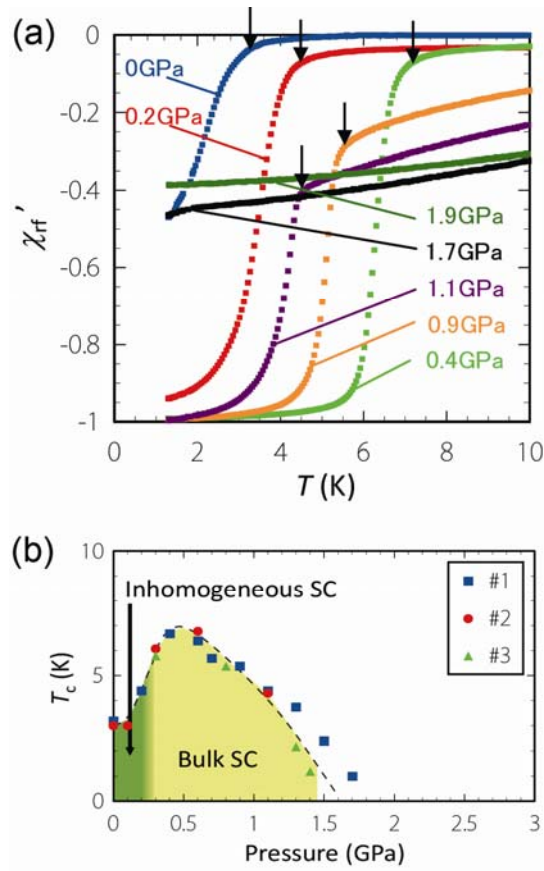 (a)
0
-0.2
-0.4
-0.6
-0.8
-1
χrf'
0GPa
0.2GPa
1.9GPa
1.7GPa
1.1GPa
0.9GPa
0.4GPa
0 2 4 6 8 10
T (K)
(b)
10
5
0
Tc (K)
Inhomogeneous SC
Bulk SC
#1
#2
#3
0 0.5 1 1.5 2 2.5 3
Pressure (GPa)